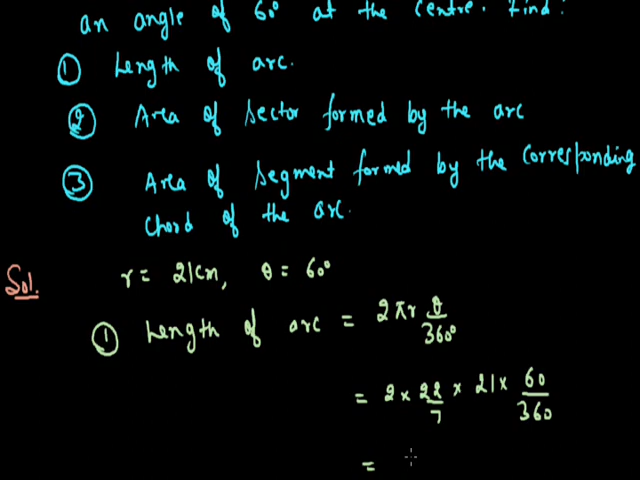 an angle of 60° at the centre. Find:
① Length of arc.
② Area of sector formed by the arc
③ Area of segment formed by the corresponding
chord of the arc.
Sol. r = 21cm, θ = 60°
① Length of arc = 2πr θ/360°
= 2 × 22/7 × 21 × 60/360
=